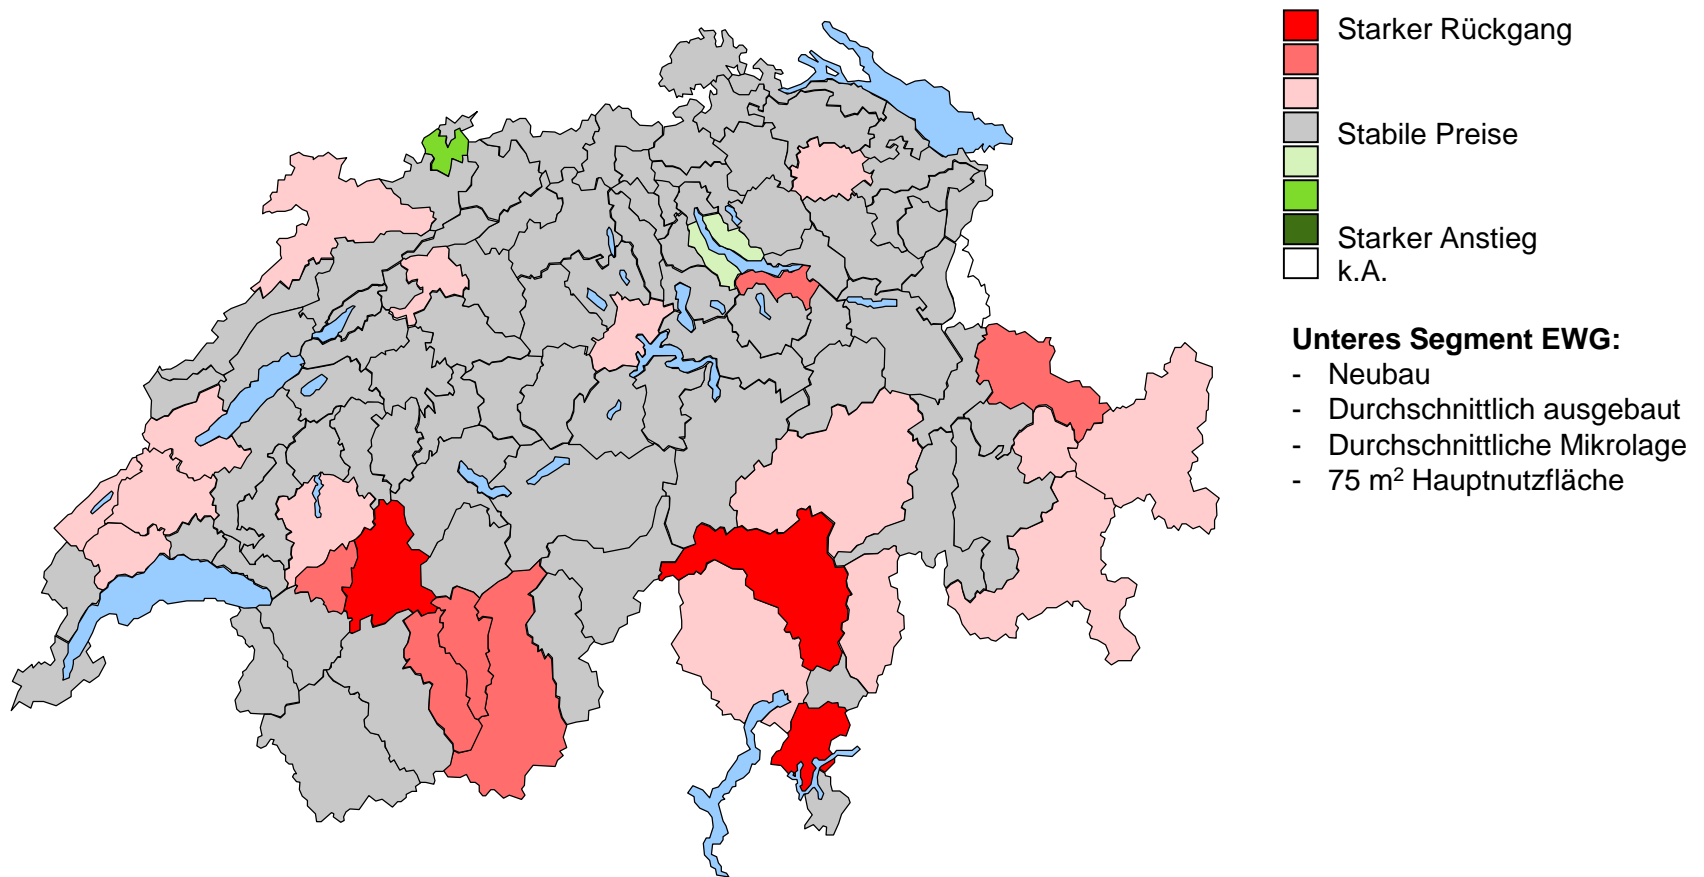 Starker Rückgang
Stabile Preise
Starker Anstieg
k.A.
Unteres Segment EWG:
- Neubau
- Durchschnittlich ausgebaut
- Durchschnittliche Mikrolage
- 75 m² Hauptnutzfläche